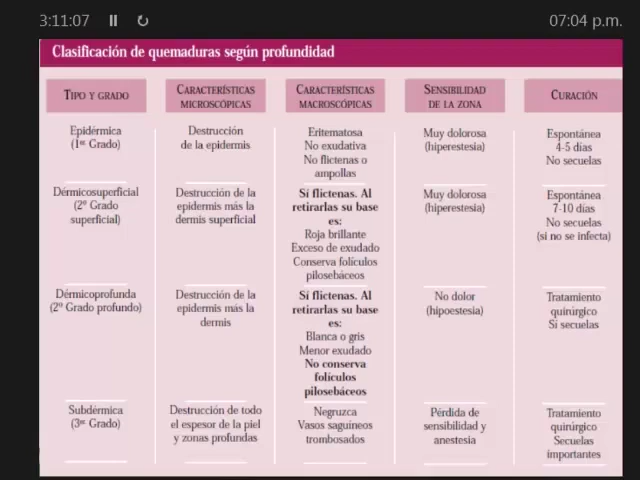 3:11:07
07:04 p.m.
Clasificación de quemaduras según profundidad
TIPO Y GRADO
CARACTERÍSTICAS
MICROSCÓPICAS
CARACTERÍSTICAS
MACROSCÓPICAS
SENSIBILIDAD
DE LA ZONA
CURACIÓN
Epidérmica
(1er Grado)
Destrucción
de la epidermis
Eritematosa
No exudativa
No flictenas o
ampollas
Muy dolorosa
(hiperestesia)
Espontánea
4-5 días
No secuelas
Dérmicosuperficial
(2º Grado
superficial)
Destrucción de la
epidermis más la
dermis superficial
Sí flictenas. Al
retirarlas su base
es:
Roja brillante
Exceso de exudado
Conserva folículos
pilosebáceos
Muy dolorosa
(hiperestesia)
Espontánea
7-10 días
No secuelas
(si no se infecta)
Dérmicoprofunda
(2º Grado profundo)
Destrucción de la
epidermis más la
dermis
Sí flictenas. Al
retirarlas su base
es:
Blanca o gris
Menor exudado
No conserva
folículos
pilosebáceos
No dolor
(hipoestesia)
Tratamiento
quirúrgico
Sí secuelas
Subdérmica
(3er Grado)
Destrucción de todo
el espesor de la piel
y zonas profundas
Negruzca
Vasos saguíneos
trombosados
Pérdida de
sensibilidad y
anestesia
Tratamiento
quirúrgico
Secuelas
importantes